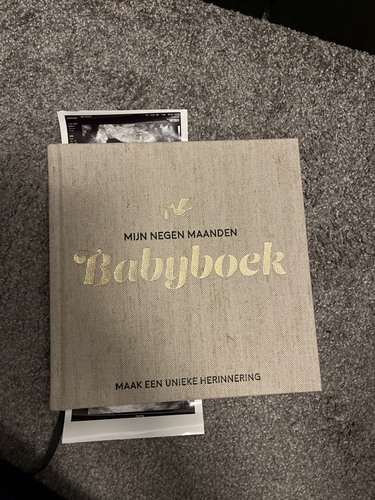 MIJN NEGEN MAANDEN
Babyboek
MAAK EEN UNIEKE HERINNERING